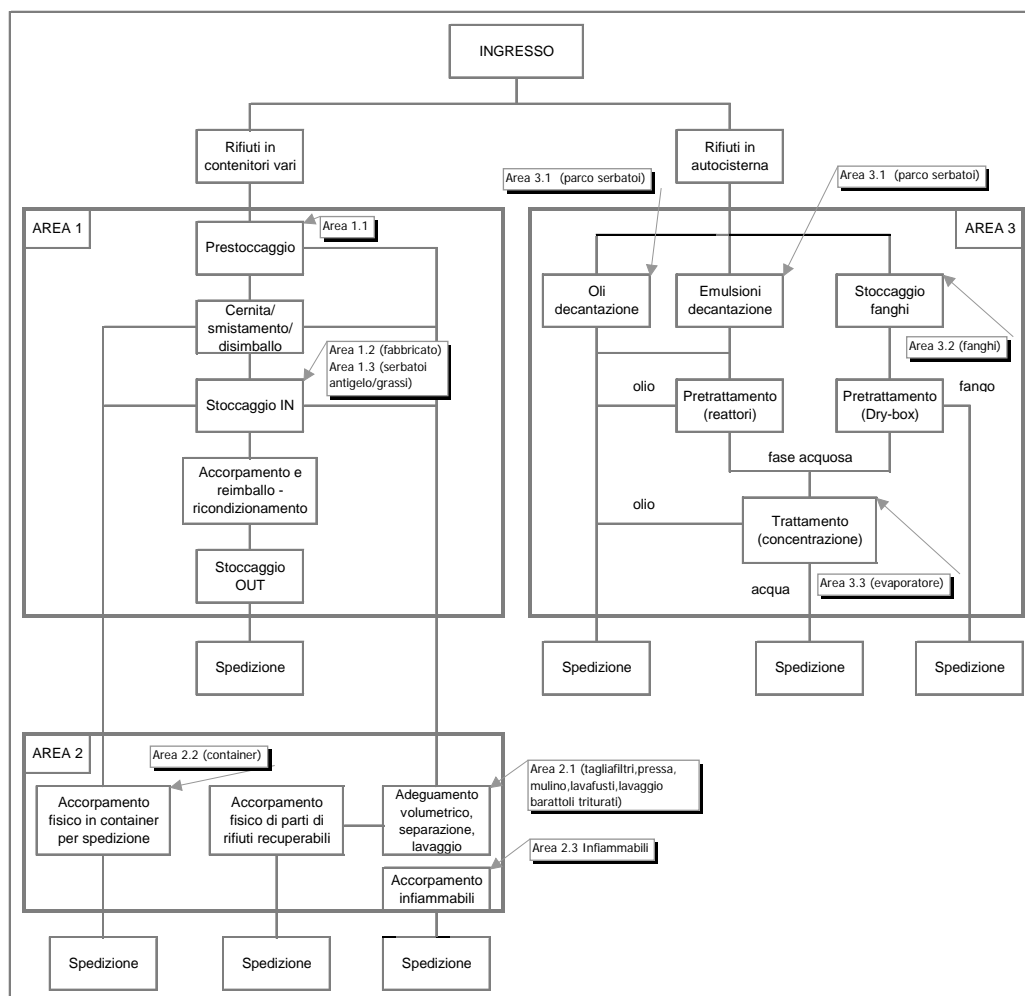 INGRESSO
Rifiuti in
contenitori vari
Rifiuti in
autocisterna
Area 3.1 (parco serbatoi)
Area 3.1 (parco serbatoi)
AREA 1
Area 1.1
Prestoccaggio
Cernita/
smistamento/
disimballo
Area 1.2 (fabbricato)
Area 1.3 (serbatoi
antigelo/grassi)
Stoccaggio IN
Accorpamento e
reimballo -
ricondizionamento
Stoccaggio
OUT
Spedizione
AREA 3
Oli
decantazione
Emulsioni
decantazione
Stoccaggio
fanghi
Area 3.2 (fanghi)
olio
Pretrattamento
(reattori)
Pretrattamento
(Dry-box)
fango
fase acquosa
olio
Trattamento
(concentrazione)
acqua
Area 3.3 (evaporatore)
Spedizione
Spedizione
Spedizione
AREA 2
Area 2.2 (container)
Accorpamento
fisico in container
per spedizione
Accorpamento
fisico di parti di
rifiuti recuperabili
Adeguamento
volumetrico,
separazione,
lavaggio
Area 2.1 (tagliafiltri,pressa,
mulino,lavafusti,lavaggio
barattoli triturati)
Area 2.3 Infiammabili
Accorpamento
infiammabili
Spedizione
Spedizione
Spedizione